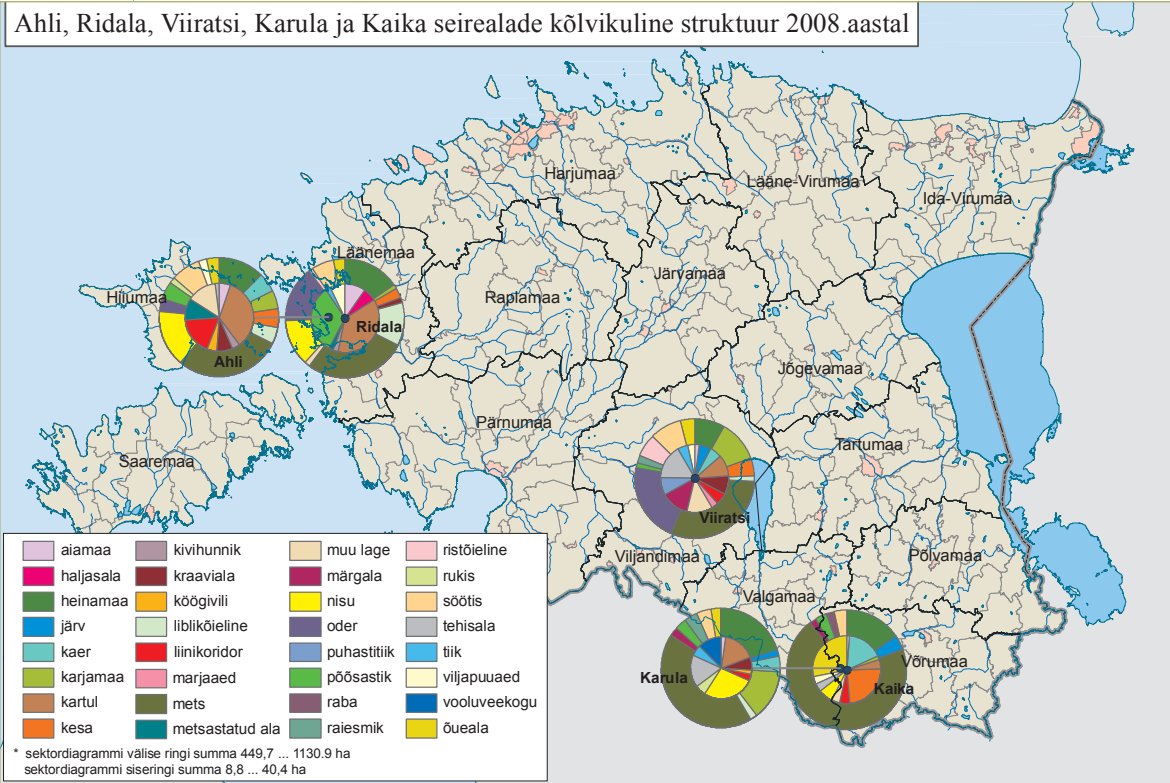 Ahli, Ridala, Viiratsi, Karula ja Kaika seirealade kõlvikuline struktuur 2008.aastal
Harjumaa
Lääne-Virumaa
Ida-Virumaa
Läänemaa
Järvamaa
Hiiumaa
Raplamaa
Ridala
Ahli
Jõgevamaa
Pärnumaa
Tartumaa
Saaremaa
Viiratsi
Viljandimaa
Põlvamaa
Valgamaa
Võrumaa
Karula
Kaika
aiamaa
haljasala
heinamaa
järv
kaer
karjamaa
kartul
kesa
kivihunnik
kraaviala
köögivili
liblikõieline
liinikoridor
marjaaed
mets
metsastatud ala
muu lage
märgala
nisu
oder
puhastitiik
põõsastik
raba
raiesmik
ristõieline
rukis
söötis
tehisala
tiik
viljapuuaed
vooluveekogu
õueala
* sektordiagrammi välise ringi summa 449,7 ... 1130.9 ha
sektordiagrammi siseringi summa 8,8 ... 40,4 ha